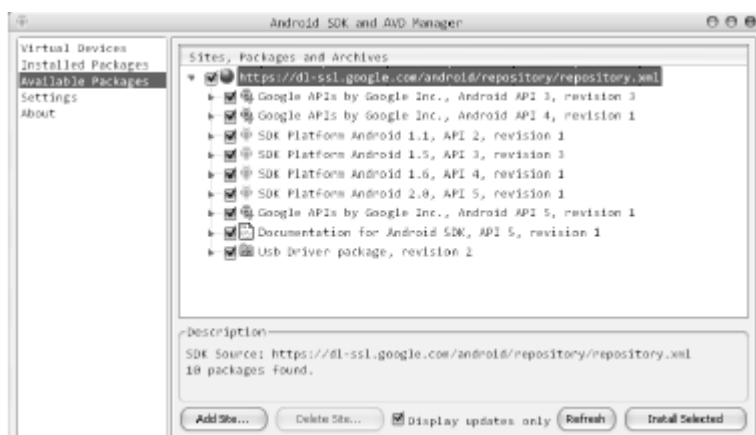 Android SDK and AVD Manager
Virtual Devices
Installed Packages
Available Packages
Settings
About
Sites, Packages and Archives
https://dl-ssl.google.com/android/repository/repository.xml
Google APIs by Google Inc., Android API 3, revision 3
Google APIs by Google Inc., Android API 4, revision 1
SDK Platform Android 1.1, API 2, revision 1
SDK Platform Android 1.5, API 3, revision 3
SDK Platform Android 1.6, API 4, revision 1
SDK Platform Android 2.0, API 5, revision 1
Google APIs by Google Inc., Android API 5, revision 1
Documentation for Android SDK, API 5, revision 1
Usb Driver package, revision 2
Description
SDK Source: https://dl-ssl.google.com/android/repository/repository.xml
10 packages found.
Add Site... Delete Site... Display updates only Refresh Install Selected